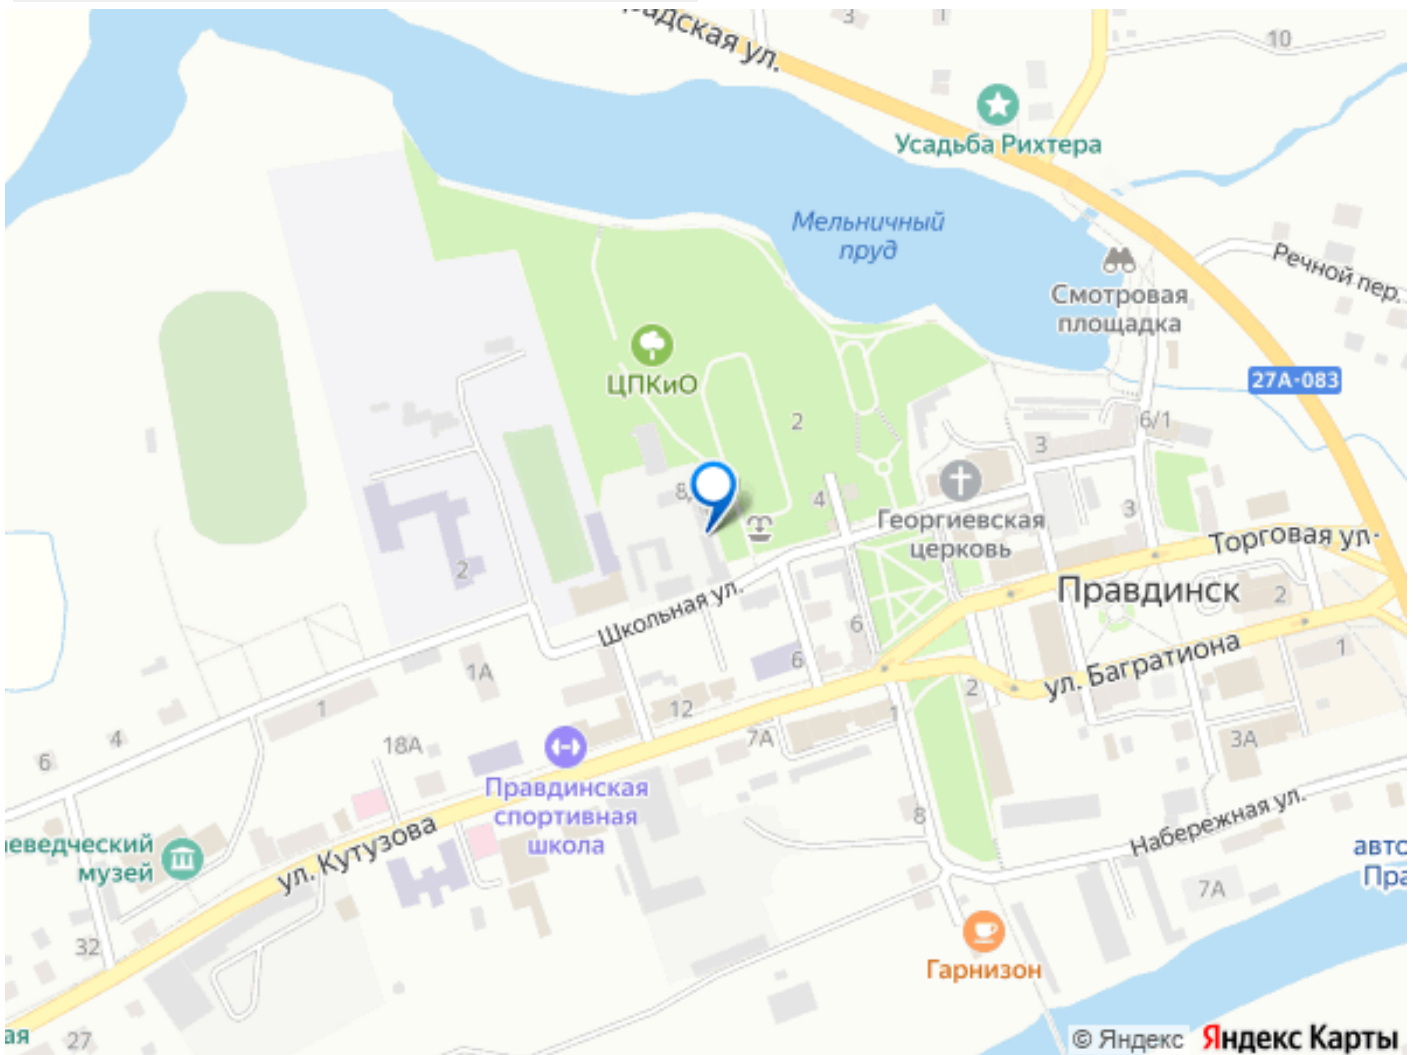 3
1
10
адская ул.
Усадьба Рихтера
Мельничный
пруд
Речной пер.
Смотровая
площадка
27А-083
ЦПКиО
2
2
6/1
3
8
4
3
Георгиевская
церковь
Торговая ул.
Правдинск
2
2
Школьная ул.
6
6
1
ул. Багратиона
1А
2
12
1
1
7А
3А
4
18А
6
Правдинская
спортивная
школа
8
Набережная ул.
ул. Кутузова
еведческий
музей
авто
Пра
7А
32
Гарнизон
ая
27
© Яндекс Яндекс Карты